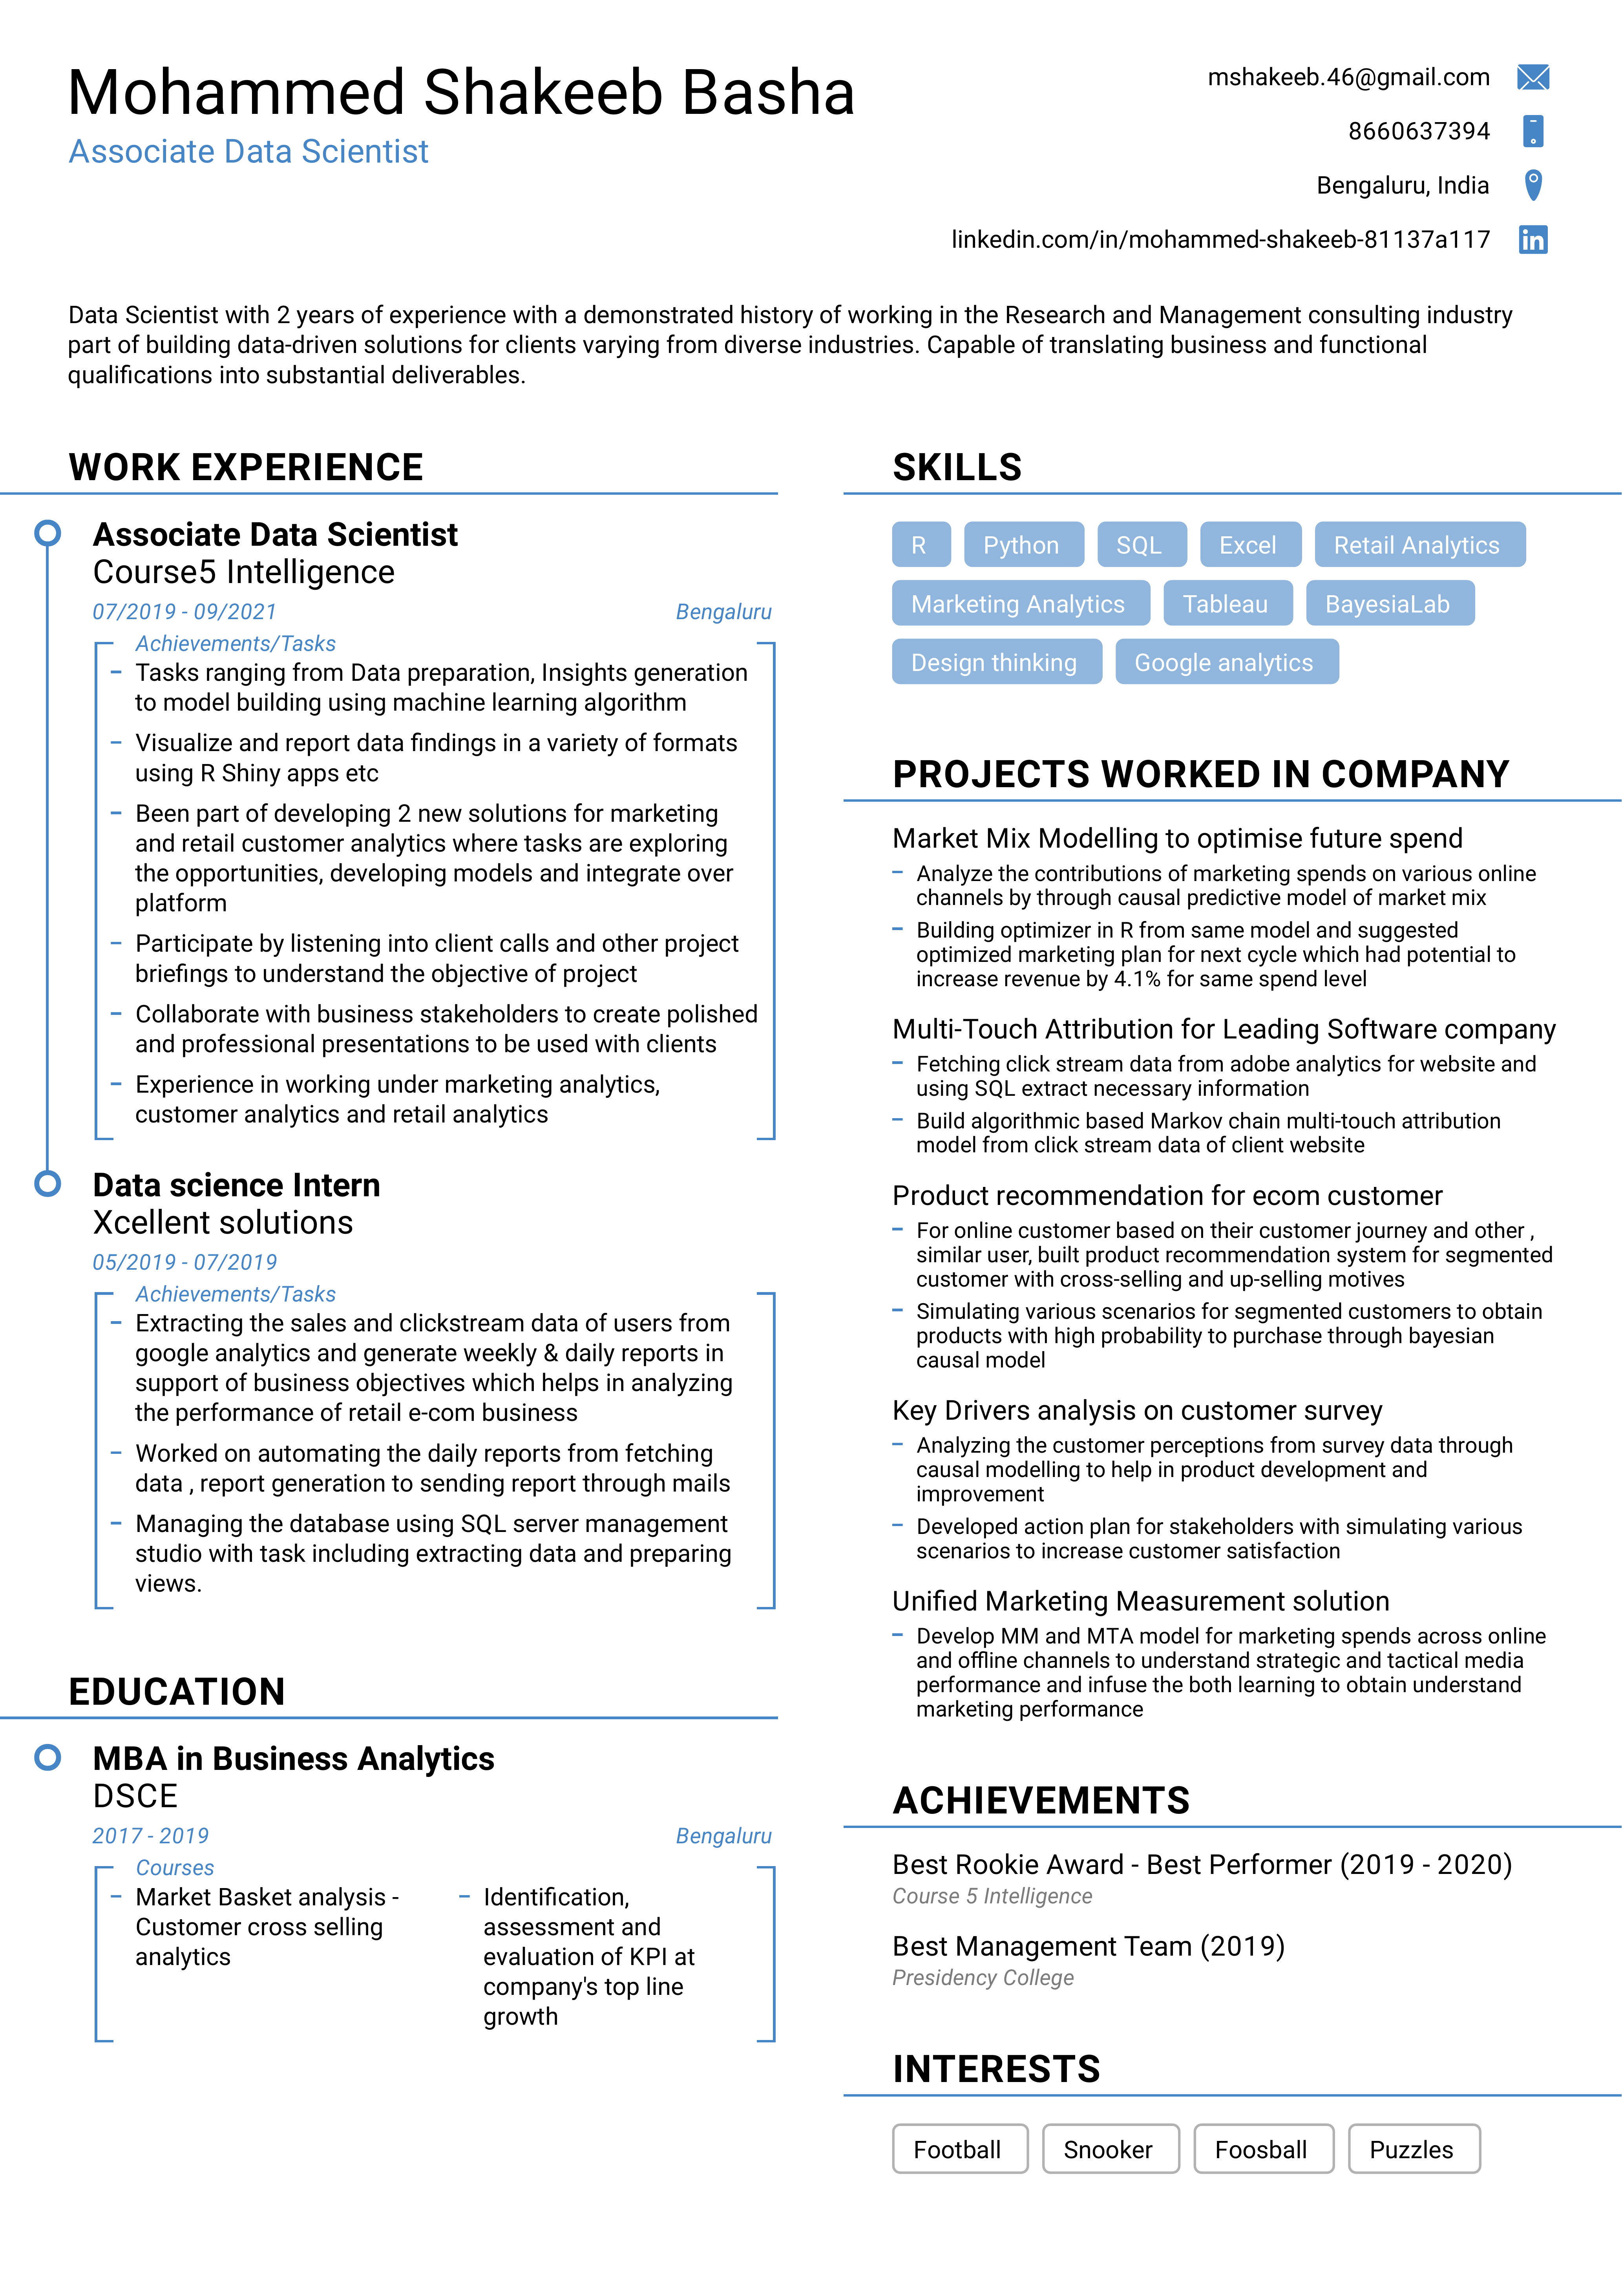 Mohammed Shakeeb Basha
Associate Data Scientist
mshakeeb.46@gmail.com
8660637394
Bengaluru, India
linkedin.com/in/mohammed-shakeeb-81137a117
Data Scientist with 2 years of experience with a demonstrated history of working in the Research and Management consulting industry
part of building data-driven solutions for clients varying from diverse industries. Capable of translating business and functional
qualifications into substantial deliverables.
WORK EXPERIENCE
Associate Data Scientist
Course5 Intelligence
07/2019 - 09/2021 Bengaluru
Achievements/Tasks
– Tasks ranging from Data preparation, Insights generation
to model building using machine learning algorithm
– Visualize and report data findings in a variety of formats
using R Shiny apps etc
– Been part of developing 2 new solutions for marketing
and retail customer analytics where tasks are exploring
the opportunities, developing models and integrate over
platform
– Participate by listening into client calls and other project
briefings to understand the objective of project
– Collaborate with business stakeholders to create polished
and professional presentations to be used with clients
– Experience in working under marketing analytics,
customer analytics and retail analytics
Data science Intern
Xcellent solutions
05/2019 - 07/2019
Achievements/Tasks
– Extracting the sales and clickstream data of users from
google analytics and generate weekly & daily reports in
support of business objectives which helps in analyzing
the performance of retail e-com business
– Worked on automating the daily reports from fetching
data , report generation to sending report through mails
– Managing the database using SQL server management
studio with task including extracting data and preparing
views.
EDUCATION
MBA in Business Analytics
DSCE
2017 - 2019 Bengaluru
Courses
– Market Basket analysis -
Customer cross selling
analytics
– Identification,
assessment and
evaluation of KPI at
company's top line
growth
SKILLS
R Python SQL Excel Retail Analytics
Marketing Analytics Tableau BayesiaLab
Design thinking Google analytics
PROJECTS WORKED IN COMPANY
Market Mix Modelling to optimise future spend
– Analyze the contributions of marketing spends on various online
channels by through causal predictive model of market mix
– Building optimizer in R from same model and suggested
optimized marketing plan for next cycle which had potential to
increase revenue by 4.1% for same spend level
Multi-Touch Attribution for Leading Software company
– Fetching click stream data from adobe analytics for website and
using SQL extract necessary information
– Build algorithmic based Markov chain multi-touch attribution
model from click stream data of client website
Product recommendation for ecom customer
– For online customer based on their customer journey and other ,
similar user, built product recommendation system for segmented
customer with cross-selling and up-selling motives
– Simulating various scenarios for segmented customers to obtain
products with high probability to purchase through bayesian
causal model
Key Drivers analysis on customer survey
– Analyzing the customer perceptions from survey data through
causal modelling to help in product development and
improvement
– Developed action plan for stakeholders with simulating various
scenarios to increase customer satisfaction
Unified Marketing Measurement solution
– Develop MM and MTA model for marketing spends across online
and offline channels to understand strategic and tactical media
performance and infuse the both learning to obtain understand
marketing performance
ACHIEVEMENTS
Best Rookie Award - Best Performer (2019 - 2020)
Course 5 Intelligence
Best Management Team (2019)
Presidency College
INTERESTS
Football Snooker Foosball Puzzles